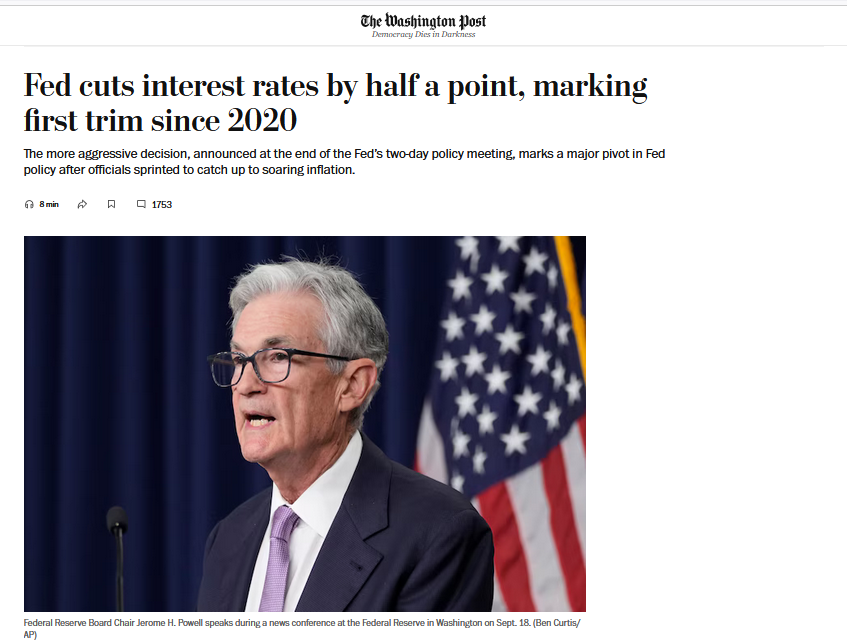 The Washington Post
Democracy Dies in Darkness
Fed cuts interest rates by half a point, marking
first trim since 2020
The more aggressive decision, announced at the end of the Fed's two-day policy meeting, marks a major pivot in Fed
policy after officials sprinted to catch up to soaring inflation.
8 min 1753
Federal Reserve Board Chair Jerome H. Powell speaks during a news conference at the Federal Reserve in Washington on Sept. 18. (Ben Curtis/
AP)